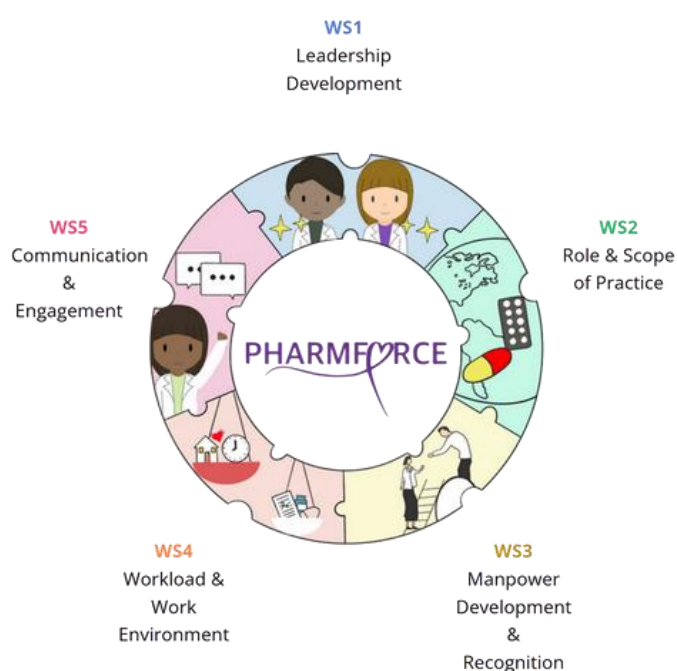 WS1
Leadership
Development
WS5
Communication
&
Engagement
WS2
Role & Scope
of Practice
PHARMFORCE
WS4
Workload &
Work
Environment
WS3
Manpower
Development
&
Recognition